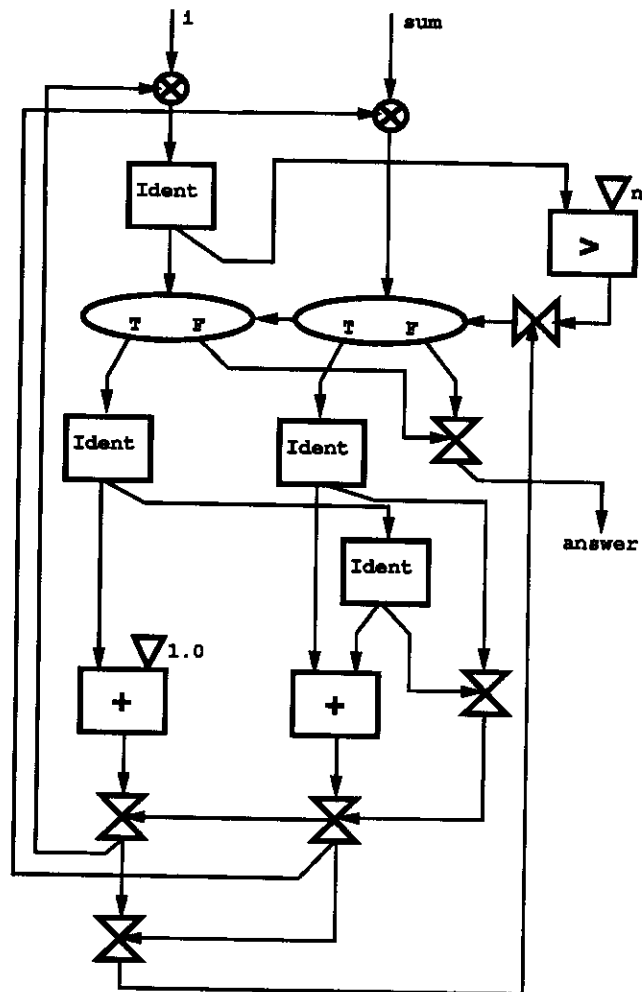 i
sum
Ident
n
>
T F
T F
Ident
Ident
answer
Ident
1.0
+
+